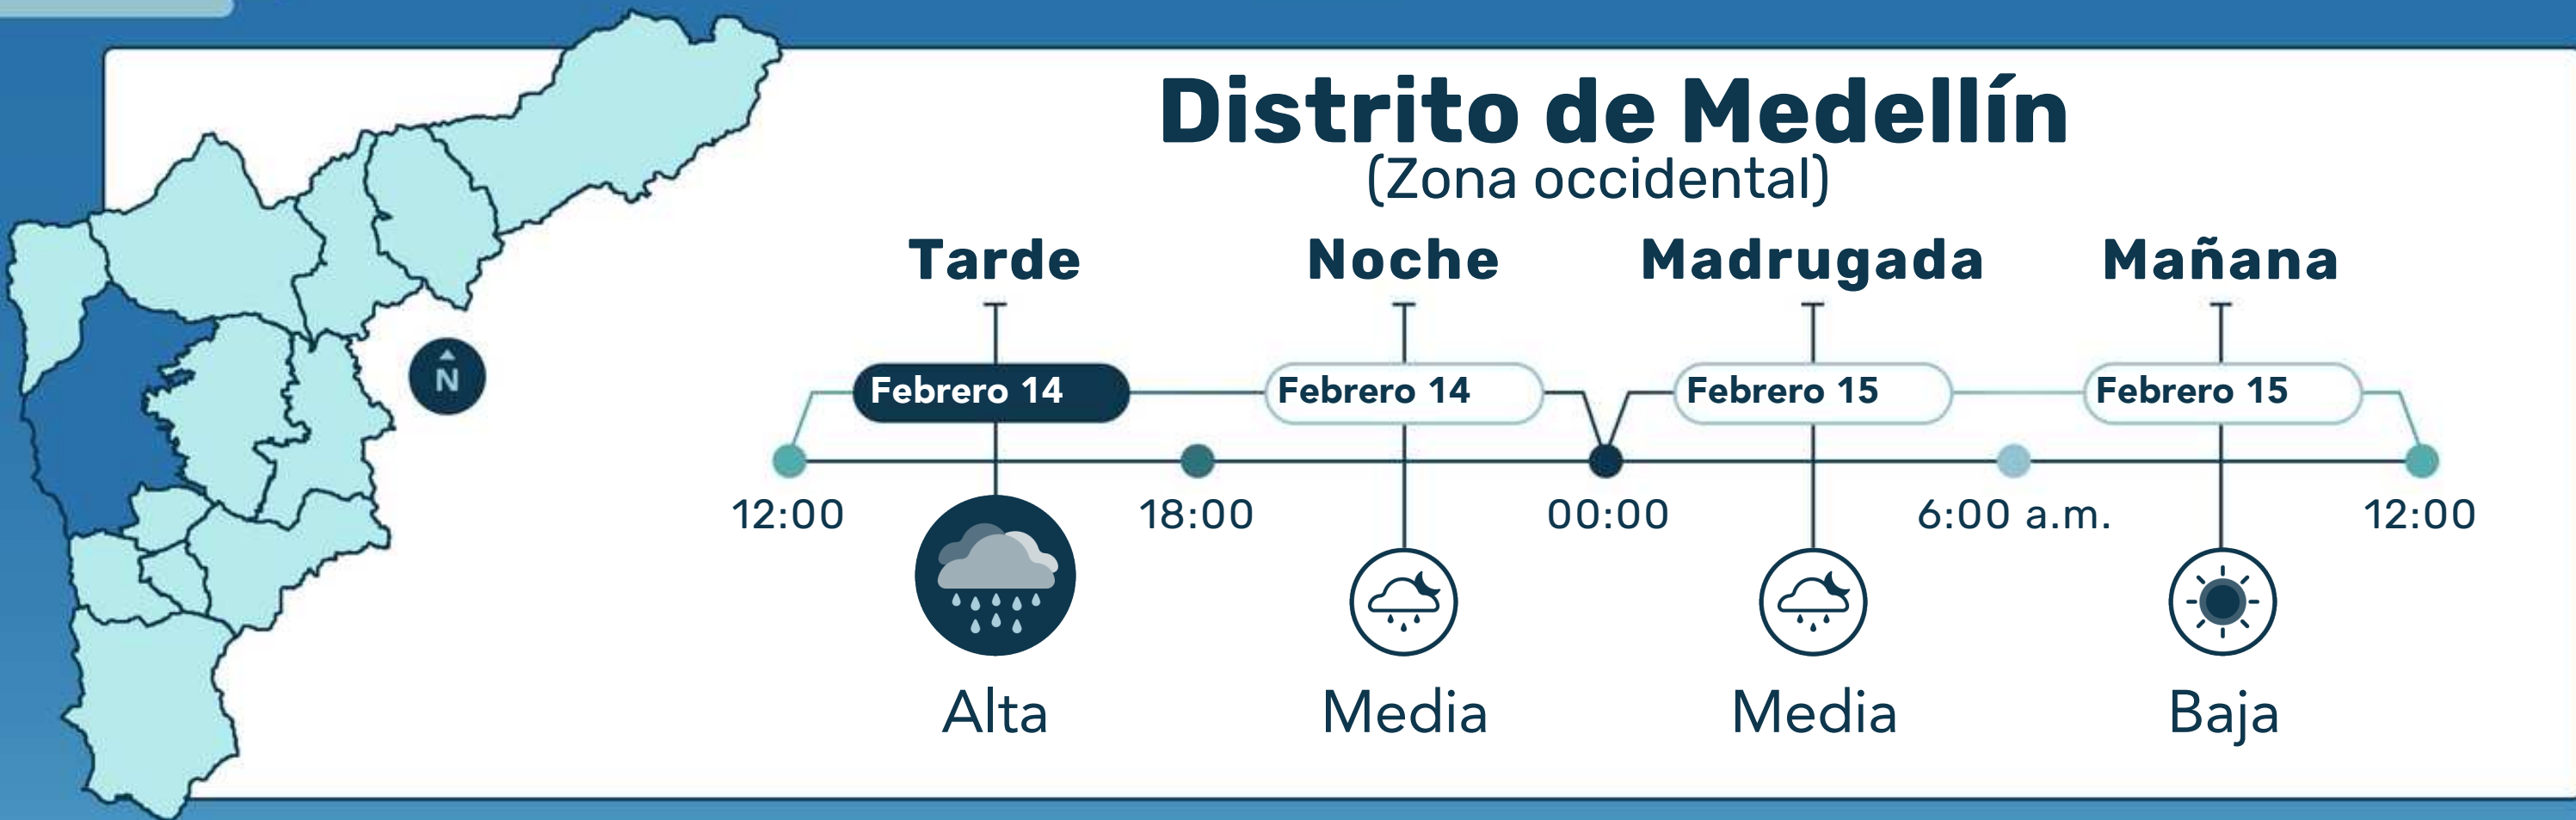 Distrito de Medellín
(Zona occidental)
Tarde Noche Madrugada Mañana
Febrero 14 Febrero 14 Febrero 15 Febrero 15
N
12:00 18:00 00:00 6:00 a.m. 12:00
Alta Media Media Baja